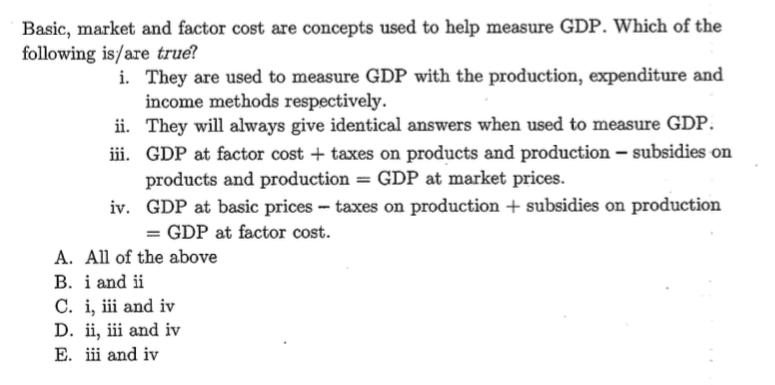 Basic, market and factor cost are concepts used to help measure GDP. Which of the
following is/are true?
i. They are used to measure GDP with the production, expenditure and
income methods respectively.
ii. They will always give identical answers when used to measure GDP.
iii. GDP at factor cost + taxes on products and production – subsidies on
products and production = GDP at market prices.
iv. GDP at basic prices – taxes on production + subsidies on production
= GDP at factor cost.
A. All of the above
B. i and ii
C. i, iii and iv
D. ii, iii and iv
E. iii and iv